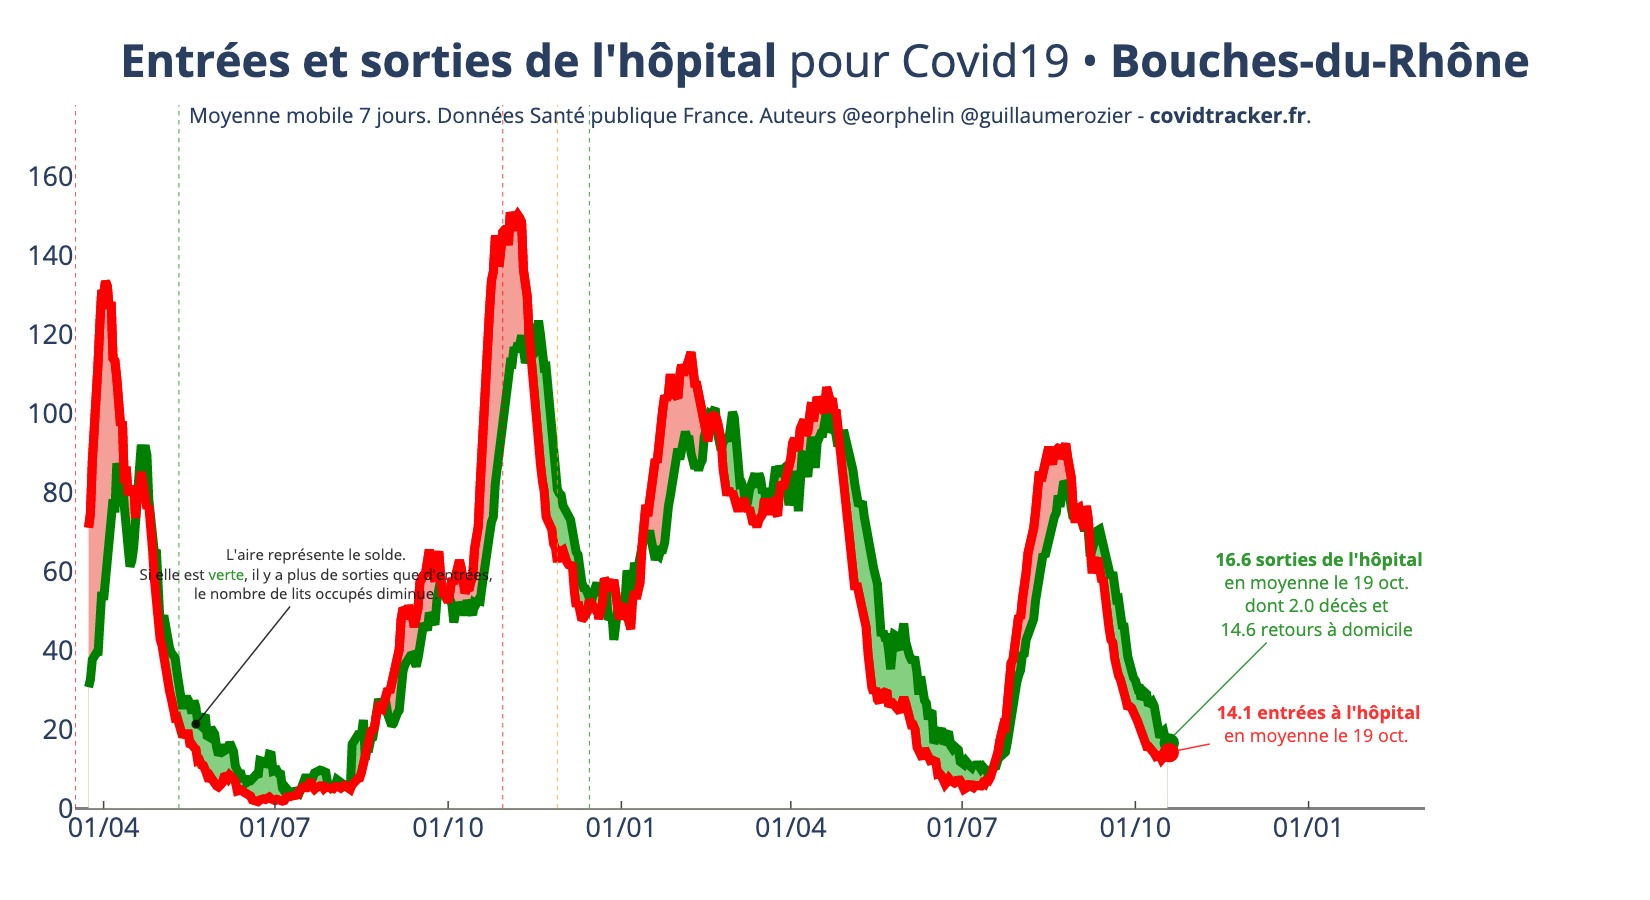 Entrées et sorties de l'hôpital pour Covid19 • Bouches-du-Rhône
Moyenne mobile 7 jours. Données Santé publique France. Auteurs @eorphelin @guillaumerozier - covidtracker.fr.
160
140
120
100
80
60
40
20
0
L'aire représente le solde.
Si elle est verte, il y a plus de sorties que d'entrées,
le nombre de lits occupés diminue.
16.6 sorties de l'hôpital
en moyenne le 19 oct.
dont 2.0 décès et
14.6 retours à domicile
14.1 entrées à l'hôpital
en moyenne le 19 oct.
01/04
01/07
01/10
01/01
01/04
01/07
01/10
01/01